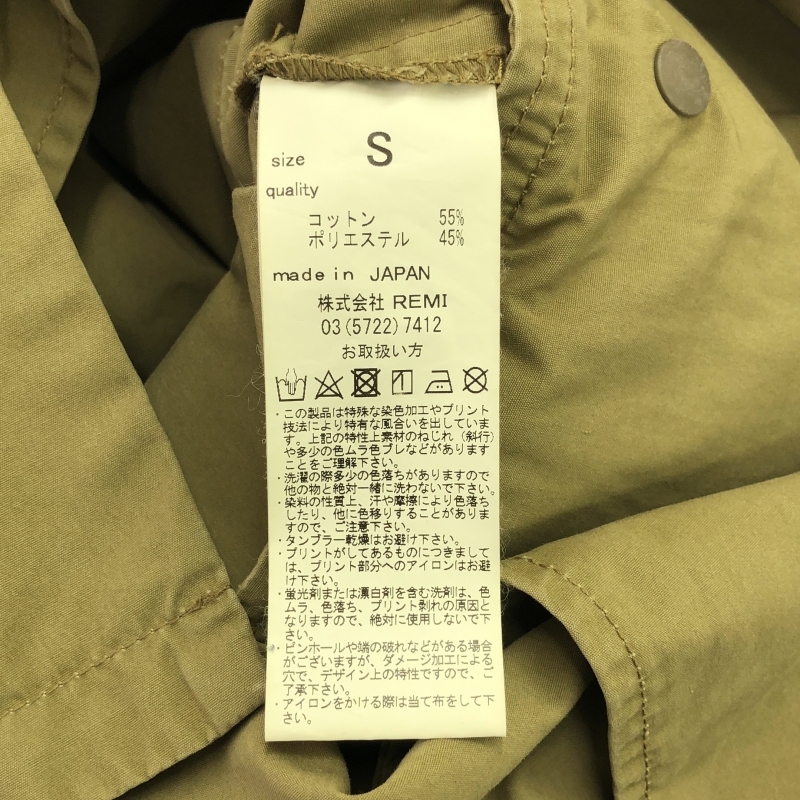 size S
quality
コットン 55%
ポリエステル 45%
made in JAPAN
株式会社 REMI
03(5722)7412
お取扱い方
・この製品は特殊な染色加工やプリント
技法により特有な風合いを出していま
す。上記の特性上素材のねじれ（斜行）
や多少の色ムラ色ブレなどがあります
ことをご理解下さい。
・洗濯の際多少の色落ちがありますので
他の物と絶対一緒に洗わないで下さい。
・染料の性質上、汗や摩擦により色落ち
したり、他に色移りすることがありま
すので、ご注意下さい。
・タンブラー乾燥はお避け下さい。
・プリントがしてあるものにつきまして
は、プリント部分へのアイロンはお避
け下さい。
・蛍光剤または漂白剤を含む洗剤は、色
ムラ、色落ち、プリント剥れの原因と
なりますので、絶対に使用しないで下
さい。
・ピンホールや端の破れなどがある場合
がございますが、ダメージ加工による
穴で、デザイン上の特性ですので、ご
了承下さい。
・アイロンをかける際は当て布をして下
さい。